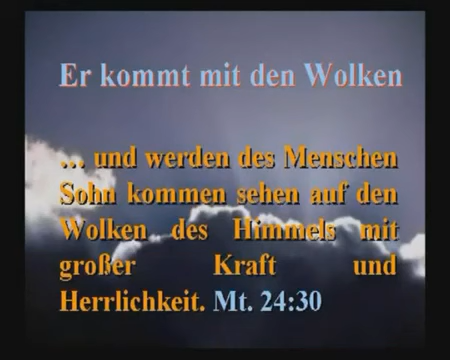 Er kommt mit den Wolken
... und werden des Menschen
Sohn kommen sehen auf den
Wolken des Himmels mit
großer Kraft und
Herrlichkeit. Mt. 24:30